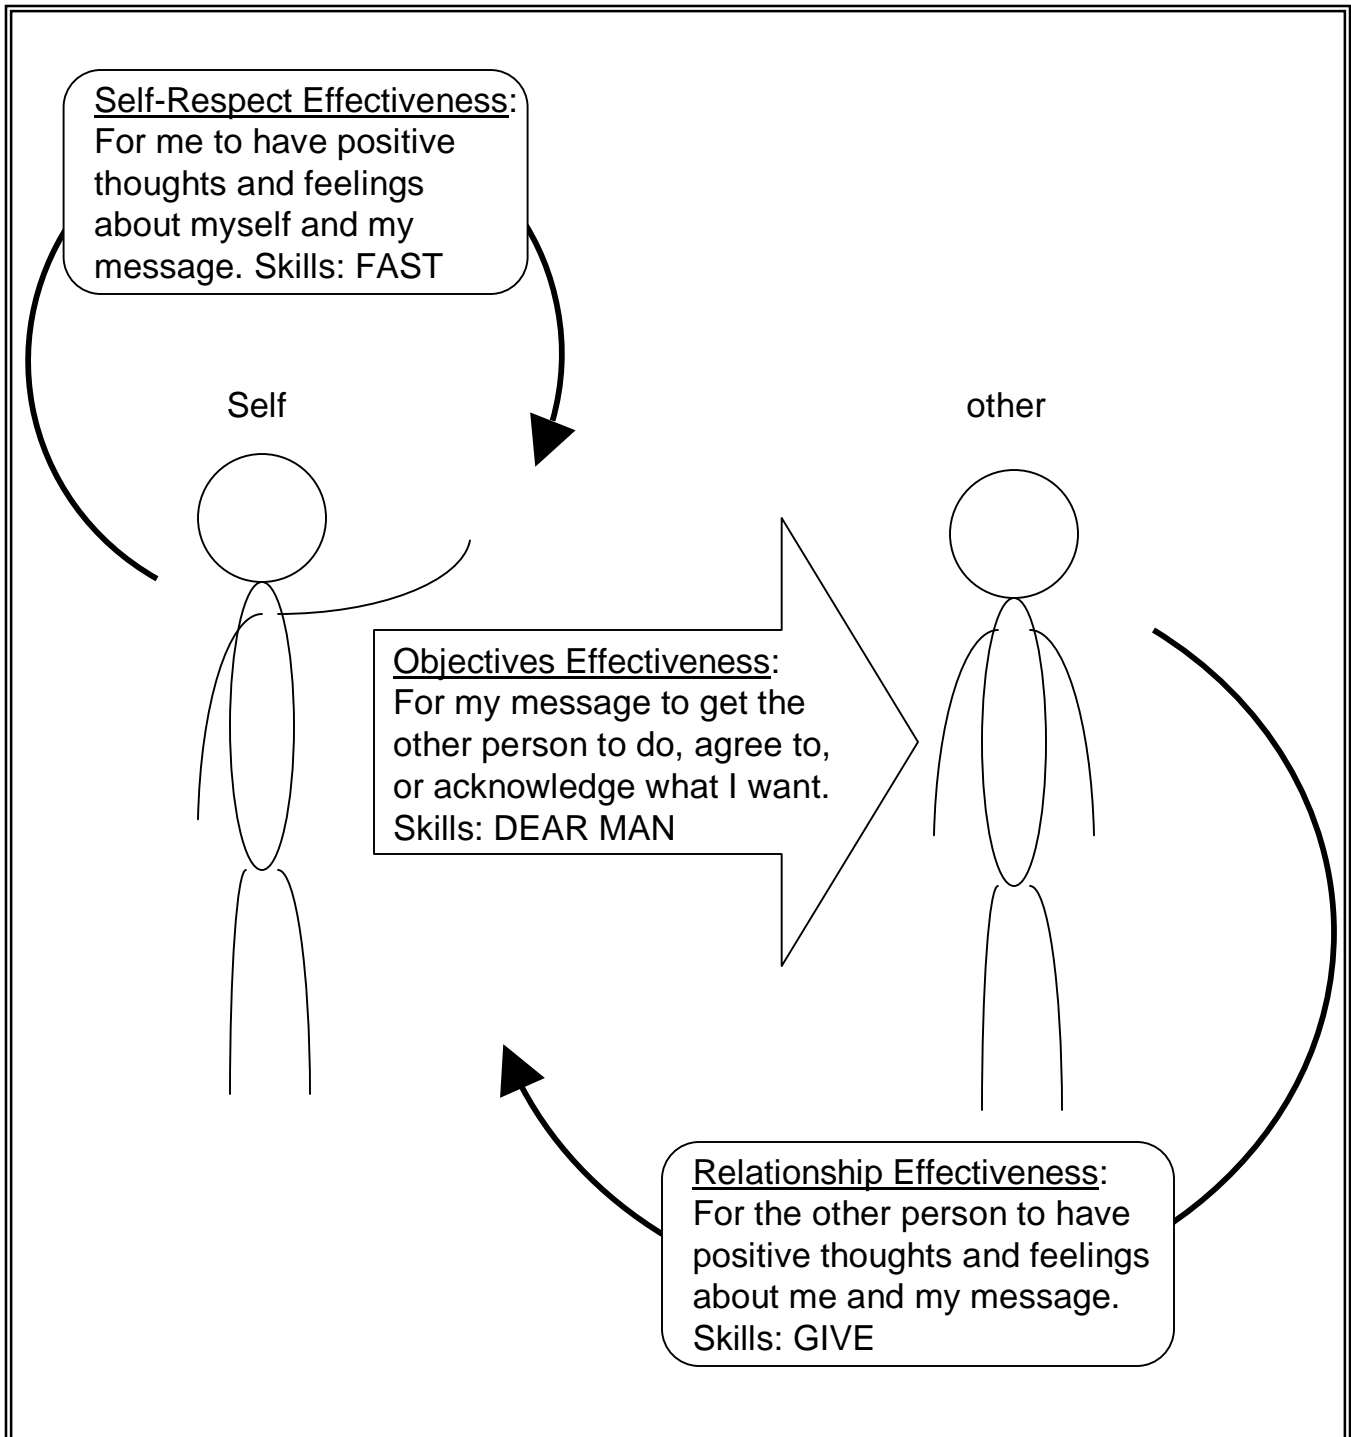 Self-Respect Effectiveness:
For me to have positive
thoughts and feelings
about myself and my
message. Skills: FAST
Self
other
Objectives Effectiveness:
For my message to get the
other person to do, agree to,
or acknowledge what I want.
Skills: DEAR MAN
Relationship Effectiveness:
For the other person to have
positive thoughts and feelings
about me and my message.
Skills: GIVE